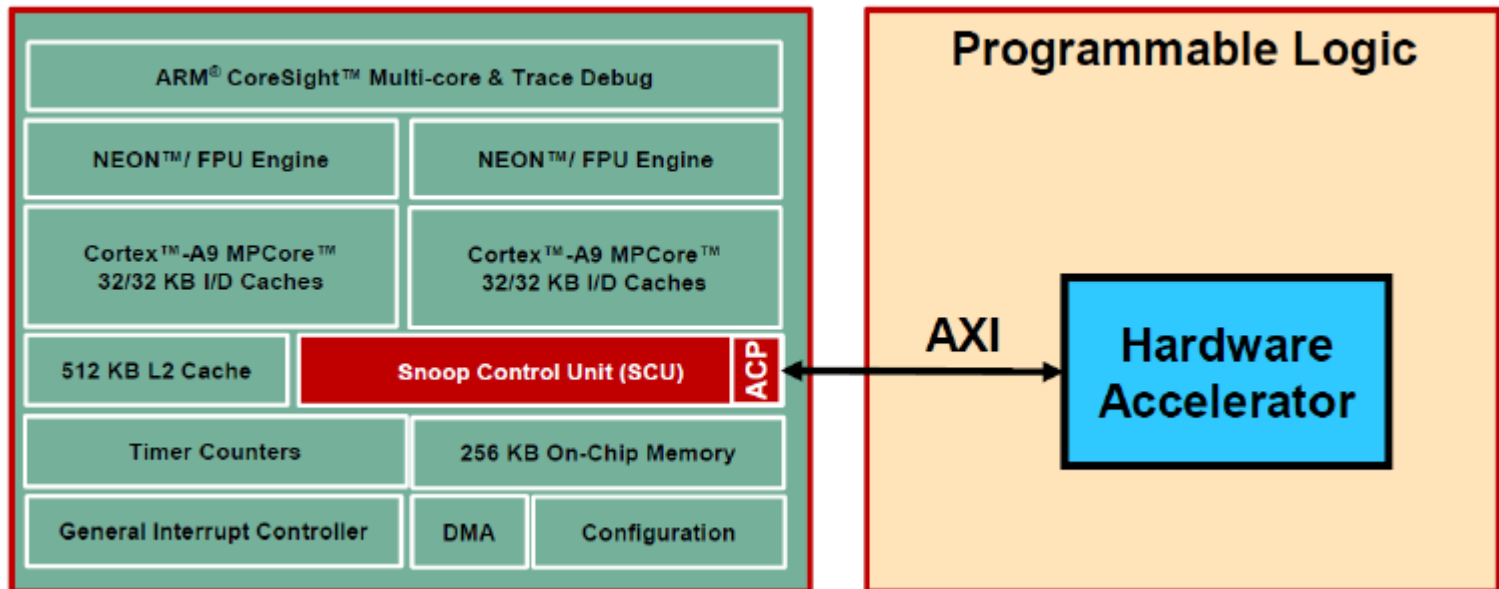 ARM® CoreSight™ Multi-core & Trace Debug
NEON™/ FPU Engine
NEON™/ FPU Engine
Cortex™-A9 MPCore™
32/32 KB I/D Caches
Cortex™-A9 MPCore™
32/32 KB I/D Caches
512 KB L2 Cache
Snoop Control Unit (SCU)
ACP
Timer Counters
256 KB On-Chip Memory
General Interrupt Controller
DMA
Configuration
Programmable Logic
AXI
Hardware
Accelerator